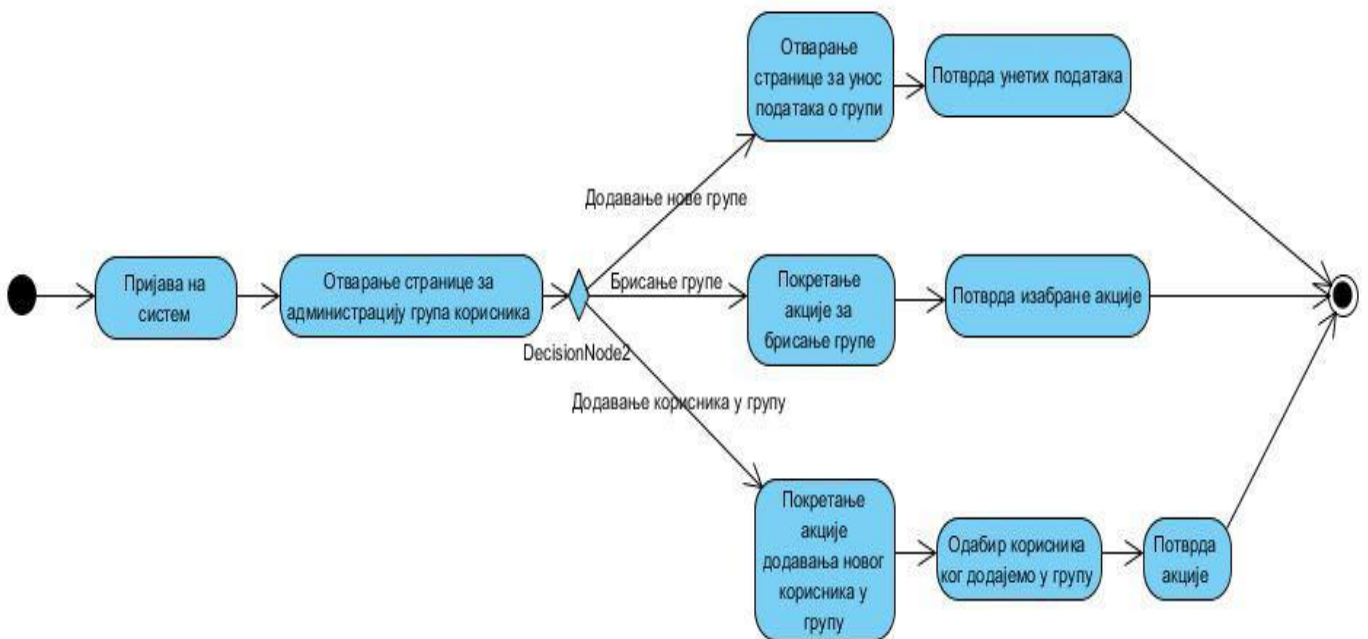 Отварање
странице за унос
података о групи
Потврда унетих података
Додавање нове групе
Пријава на
систем
Отварање странице за
администрацију група корисника
Брисање групе
Покретање
акције за
брисање групе
Потврда изабране акције
DecisionNode2
Додавање корисника у групу
Покретање
акције
додавања новог
корисника у
групу
Одабир корисника
ког додајемо у групу
Потврда
акције